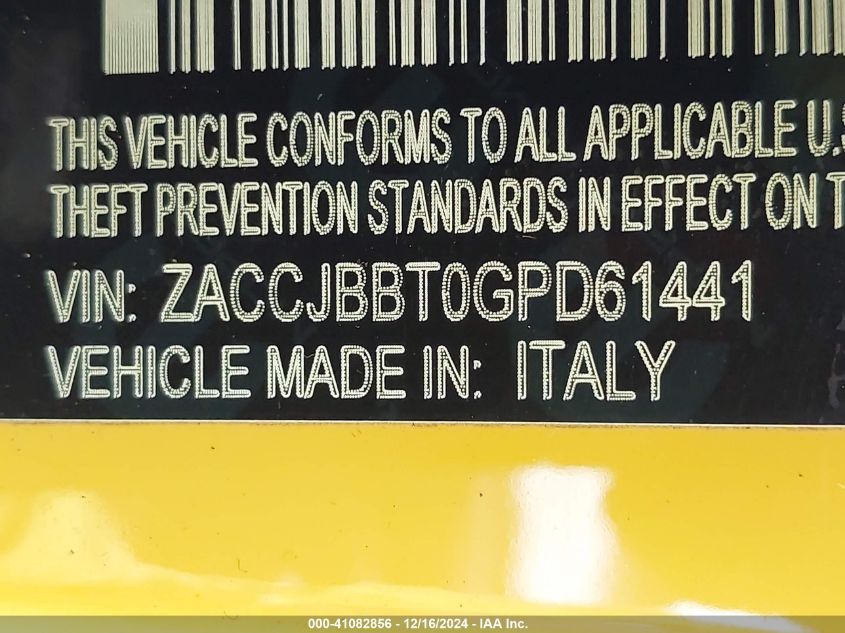 THIS VEHICLE CONFORMS TO ALL APPLICABLE U.S
THEFT PREVENTION STANDARDS IN EFFECT ON T
VIN: ZACCJBBT0GPD61441
VEHICLE MADE IN: ITALY
000-41082856 - 12/16/2024 - IAA Inc.